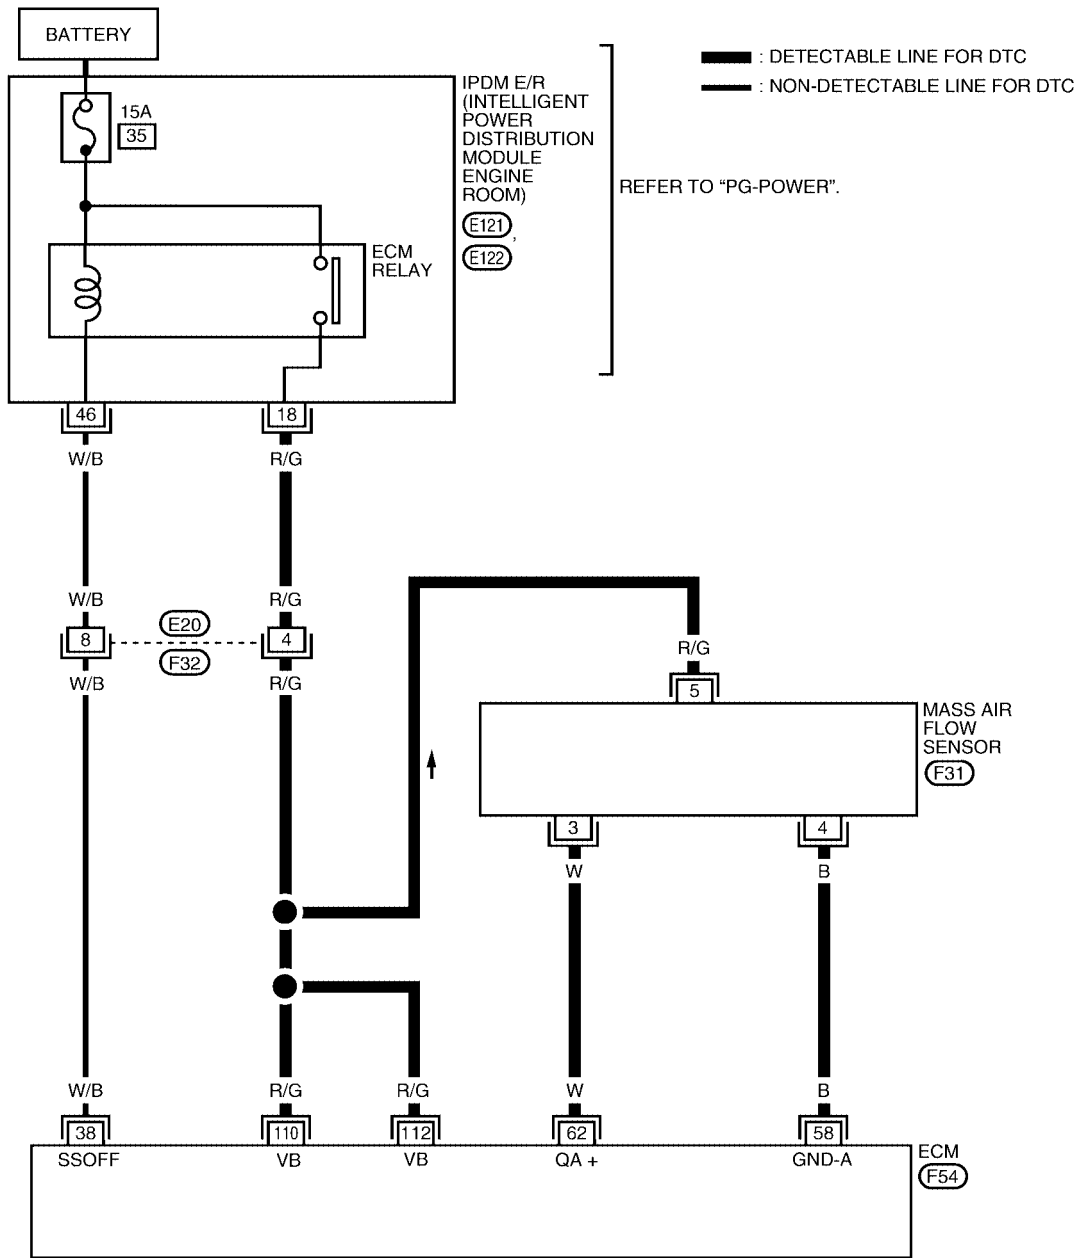 BATTERY
: DETECTABLE LINE FOR DTC
: NON-DETECTABLE LINE FOR DTC
15A
35
IPDM E/R
(INTELLIGENT
POWER
DISTRIBUTION
MODULE
ENGINE
ROOM)
E121 ,
E122
REFER TO “PG-POWER”.
ECM
RELAY
46
18
W/B
R/G
W/B
R/G
8
E20
F32
4
W/B
R/G
R/G
5
MASS AIR
FLOW
SENSOR
F31
3
4
W
B
W/B
R/G
R/G
W
B
38
110
112
62
58
SSOFF
VB
VB
QA +
GND-A
ECM
F54